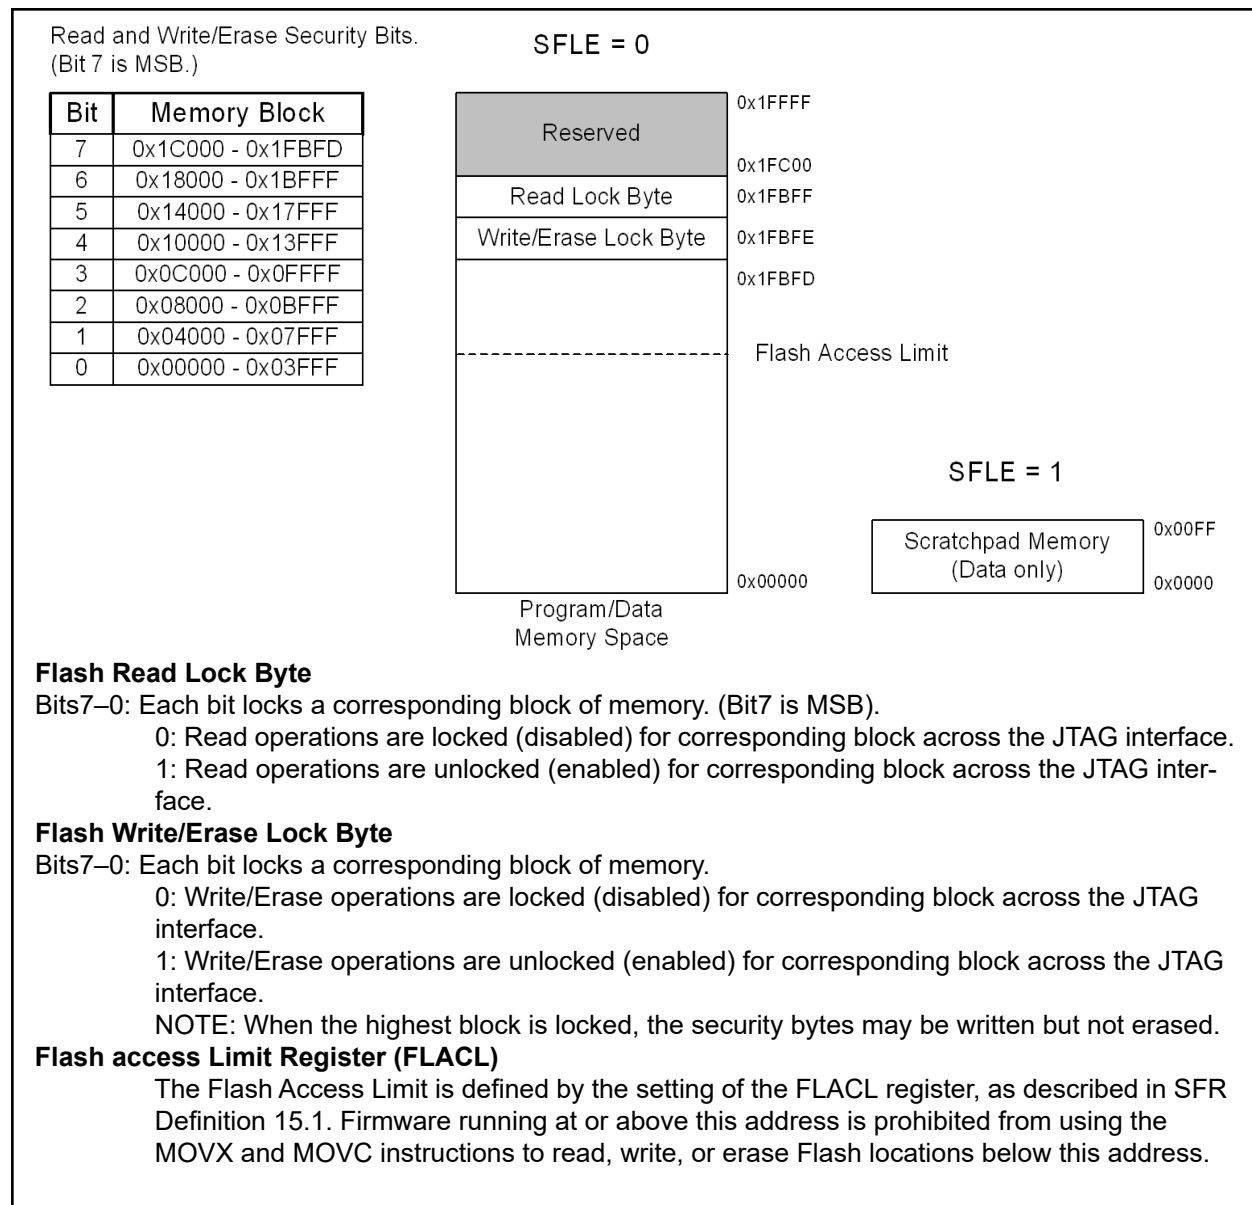 Read and Write/Erase Security Bits.
(Bit 7 is MSB.)
SFLE = 0
Bit Memory Block
7 0x1C000 - 0x1FBFD
6 0x18000 - 0x1BFFF
5 0x14000 - 0x17FFF
4 0x10000 - 0x13FFF
3 0x0C000 - 0x0FFFF
2 0x08000 - 0x0BFFF
1 0x04000 - 0x07FFF
0 0x00000 - 0x03FFF
0x1FFFF
Reserved
0x1FC00
Read Lock Byte 0x1FBFF
Write/Erase Lock Byte 0x1FBFE
0x1FBFD
Flash Access Limit
0x00000
Program/Data
Memory Space
SFLE = 1
Scratchpad Memory
(Data only)
0x00FF
0x0000
Flash Read Lock Byte
Bits7–0: Each bit locks a corresponding block of memory. (Bit7 is MSB).
0: Read operations are locked (disabled) for corresponding block across the JTAG interface.
1: Read operations are unlocked (enabled) for corresponding block across the JTAG inter-
face.
Flash Write/Erase Lock Byte
Bits7–0: Each bit locks a corresponding block of memory.
0: Write/Erase operations are locked (disabled) for corresponding block across the JTAG
interface.
1: Write/Erase operations are unlocked (enabled) for corresponding block across the JTAG
interface.
NOTE: When the highest block is locked, the security bytes may be written but not erased.
Flash access Limit Register (FLACL)
The Flash Access Limit is defined by the setting of the FLACL register, as described in SFR
Definition 15.1. Firmware running at or above this address is prohibited from using the
MOVX and MOVC instructions to read, write, or erase Flash locations below this address.